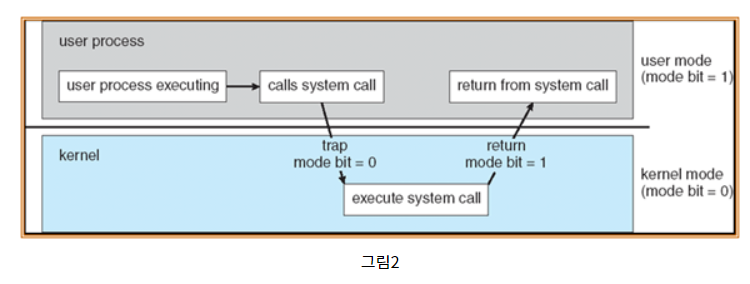 user process
user process executing
calls system call
return from system call
user mode
(mode bit = 1)
trap
mode bit = 0
return
mode bit = 1
kernel
execute system call
kernel mode
(mode bit = 0)
그림2